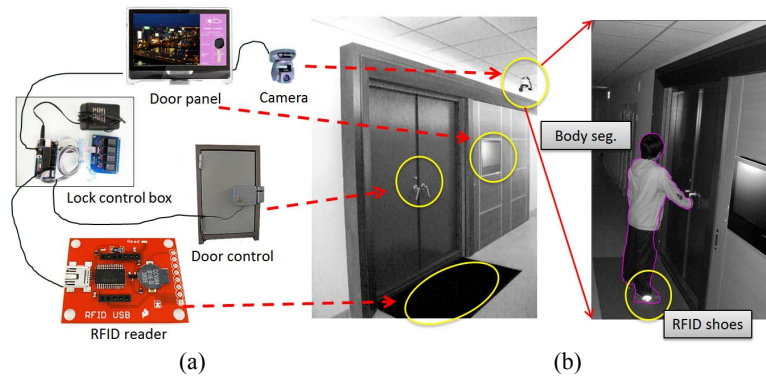 Door panel
Camera
Body seg.
Lock control box
Door control
RFID USB
RFID reader
RFID shoes
(a)
(b)